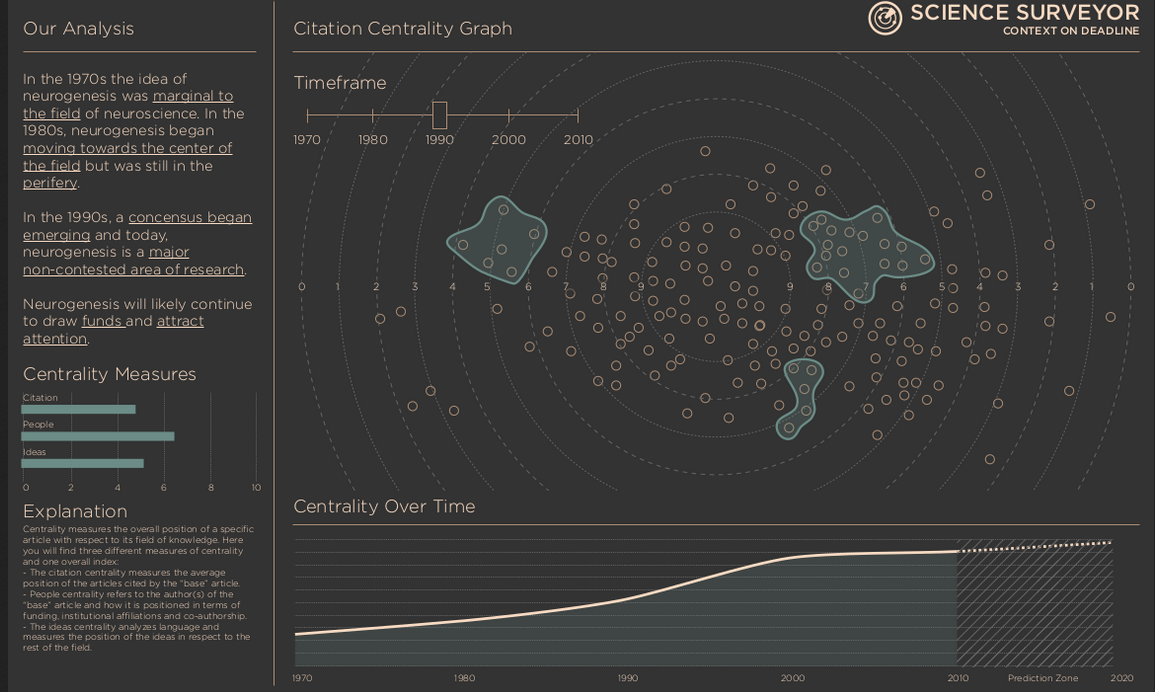 Our Analysis
In the 1970s the idea of
neurogenesis was marginal to
the field of neuroscience. In the
1980s, neurogenesis began
moving towards the center of
the field but was still in the
perifery.
In the 1990s, a concensus began
emerging and today,
neurogenesis is a major
non-contested area of research.
Neurogenesis will likely continue
to draw funds and attract
attention.
Centrality Measures
Citation
People
Ideas
0 2 4 6 8 10
Explanation
Centrality measures the overall position of a specific
article with respect to its field of knowledge. Here
you will find three different measures of centrality
and one overall index:
- The citation centrality measures the average
position of the articles cited by the "base" article.
- People centrality refers to the author(s) of the
"base" article and how it is positioned in terms of
funding, institutional affiliations and co-authorship.
- The ideas centrality analyzes language and
measures the position of the ideas in respect to the
rest of the field.
Citation Centrality Graph
SCIENCE SURVEYOR
CONTEXT ON DEADLINE
Timeframe
1970 1980 1990 2000 2010
0 1 2 3 4 5 6 7 8 9 9 8 7 6 5 4 3 2 1 0
Centrality Over Time
1970 1980 1990 2000 2010 Prediction Zone 2020